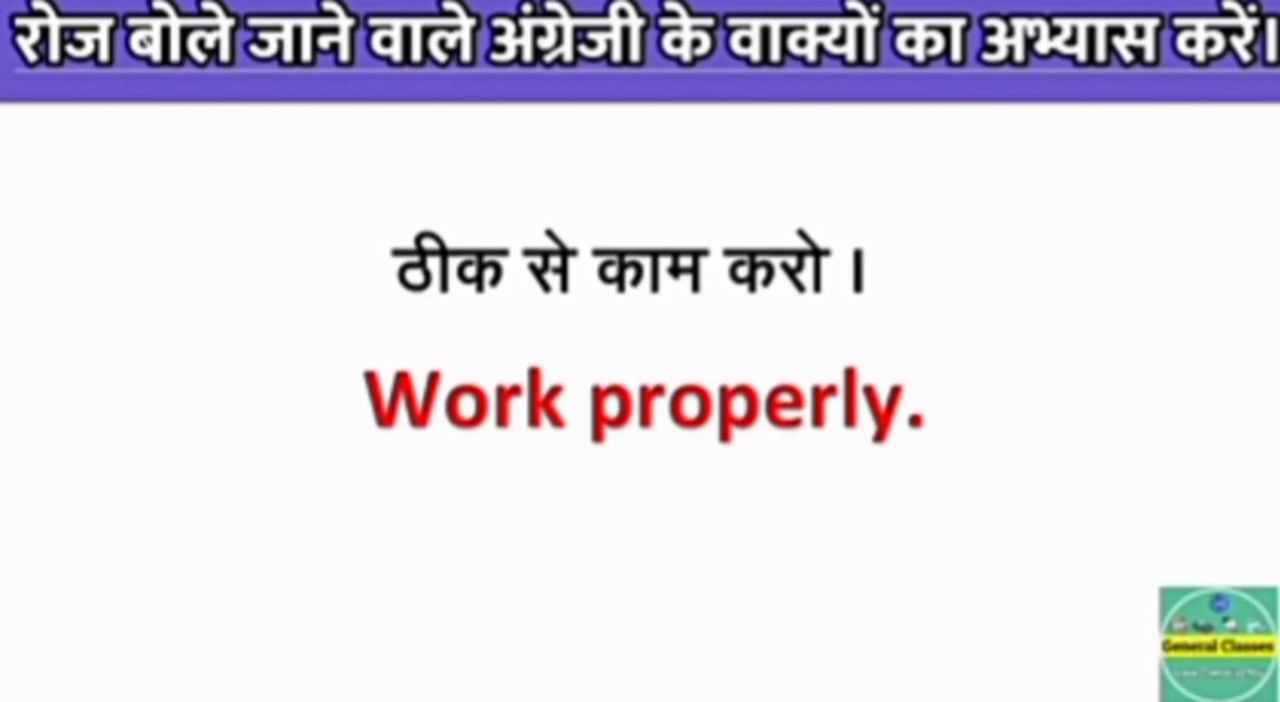 रोज बोले जाने वाले अंग्रेजी के वाक्यों का अभ्यास करें।
ठीक से काम करो ।
Work properly.
General Classes